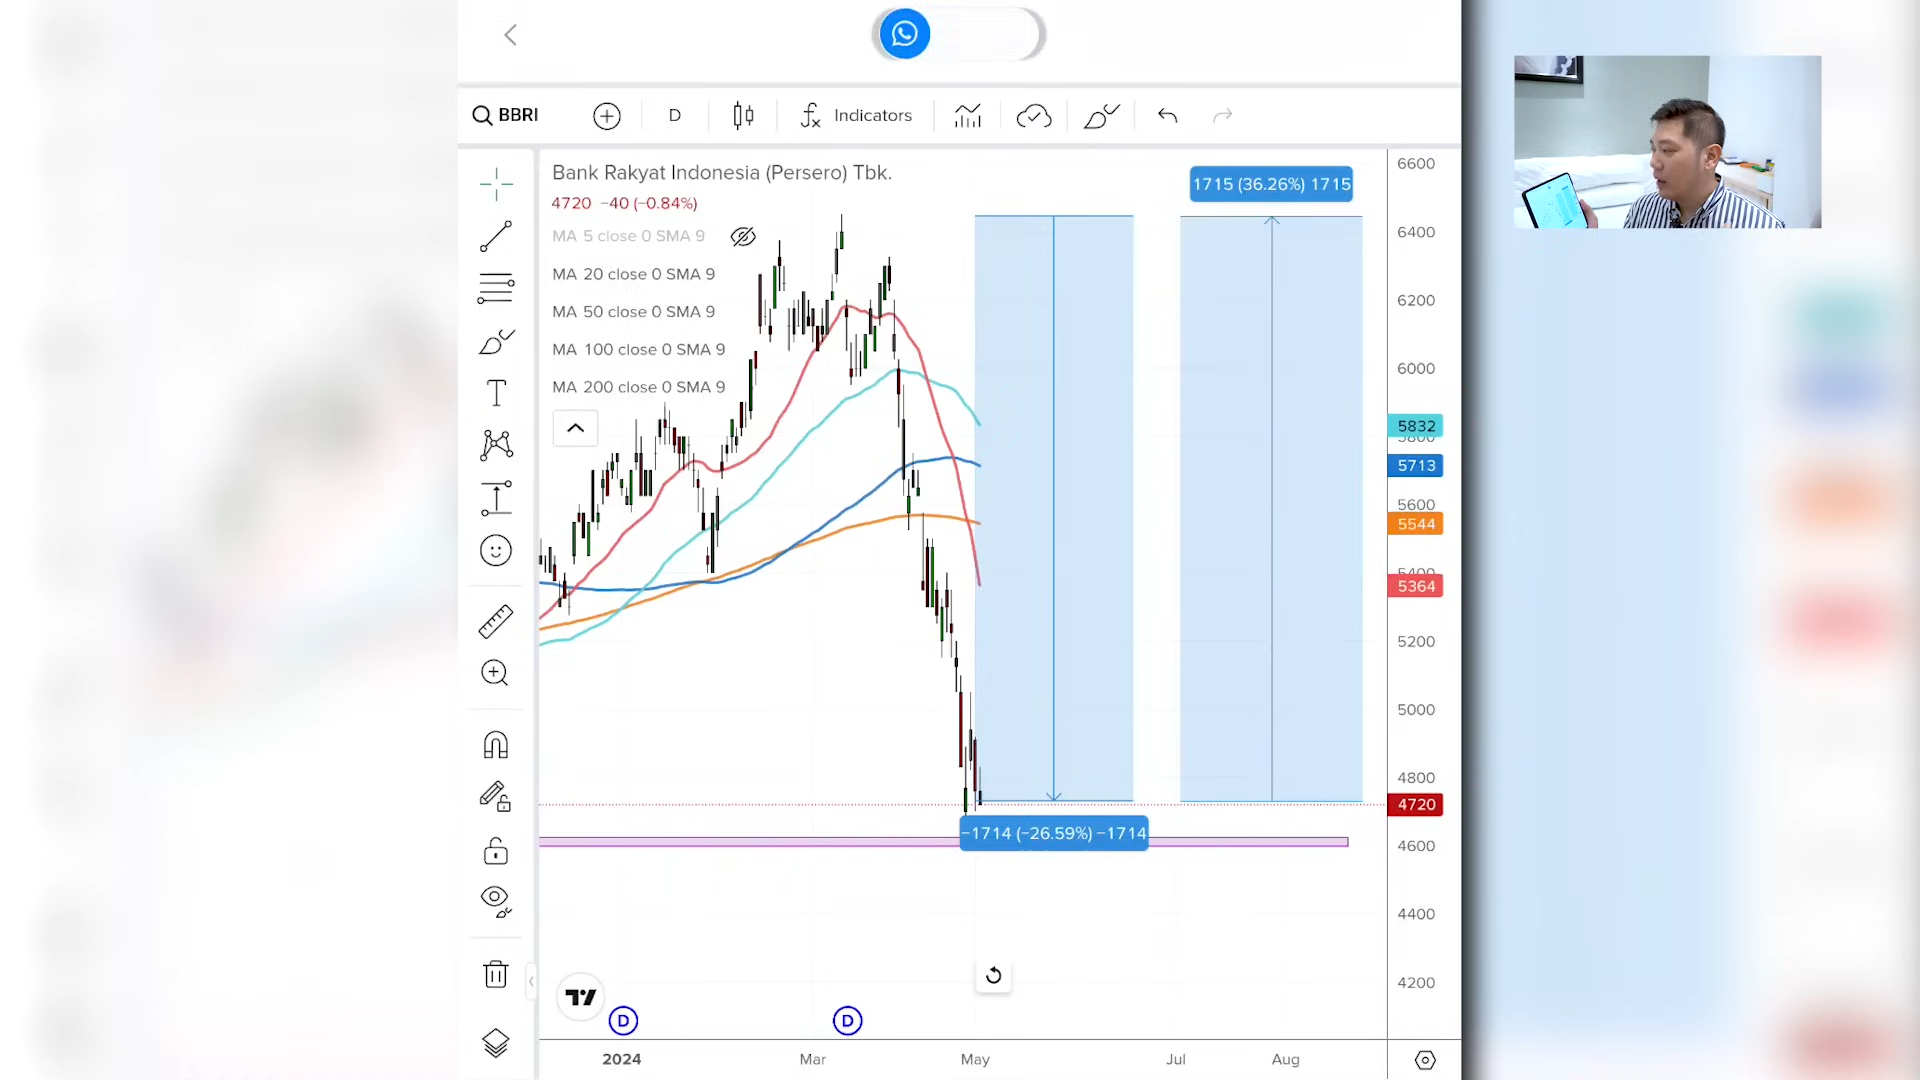 BBRI
D
Indicators
Bank Rakyat Indonesia (Persero) Tbk.
4720 −40 (−0.84%)
MA 5 close 0 SMA 9
MA 20 close 0 SMA 9
MA 50 close 0 SMA 9
MA 100 close 0 SMA 9
MA 200 close 0 SMA 9
1715 (36.26%) 1715
−1714 (−26.59%) −1714
6600
6400
6200
6000
5832
5800
5713
5600
5544
5400
5364
5200
5000
4800
4720
4600
4400
4200
D
D
2024
Mar
May
Jul
Aug